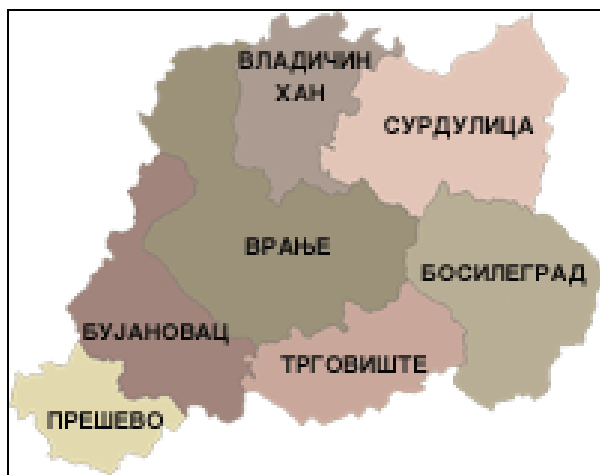 ВЛАДИЧИН
ХАН
СУРДУЛИЦА
ВРАЊЕ
БОСИЛЕГРАД
БУЈАНОВАЦ
ТРГОВИШТЕ
ПРЕШЕВО